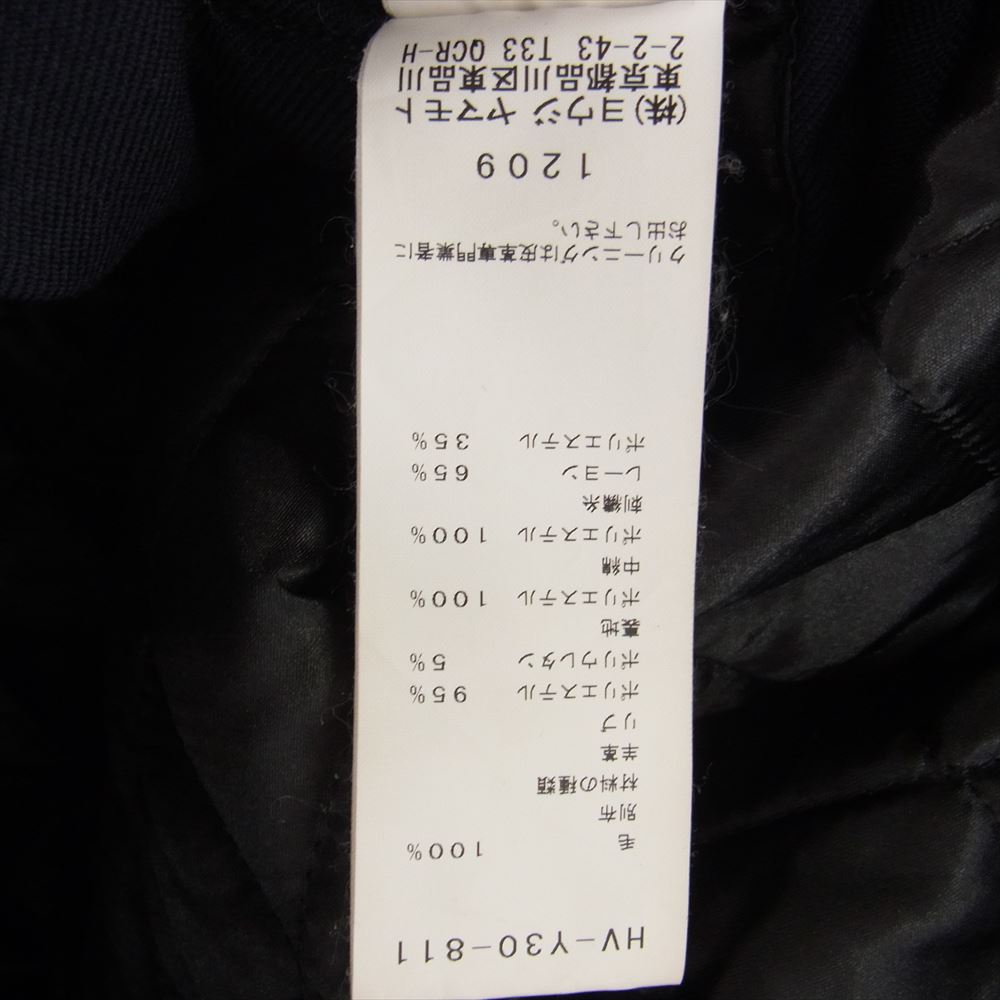 HV-Y30-811
毛 100%
別布
材料の種類
羊革
リブ
ポリエステル 95%
ポリウレタン 5%
裏地
ポリエステル 100%
中綿
ポリエステル 100%
刺繍糸
レーヨン 65%
ポリエステル 35%
クリーニングは皮革専門業者に
お出し下さい。
1209
(株)ヨウジ ヤマモト
東京都品川区東品川
2-2-43 T33 QCR-H